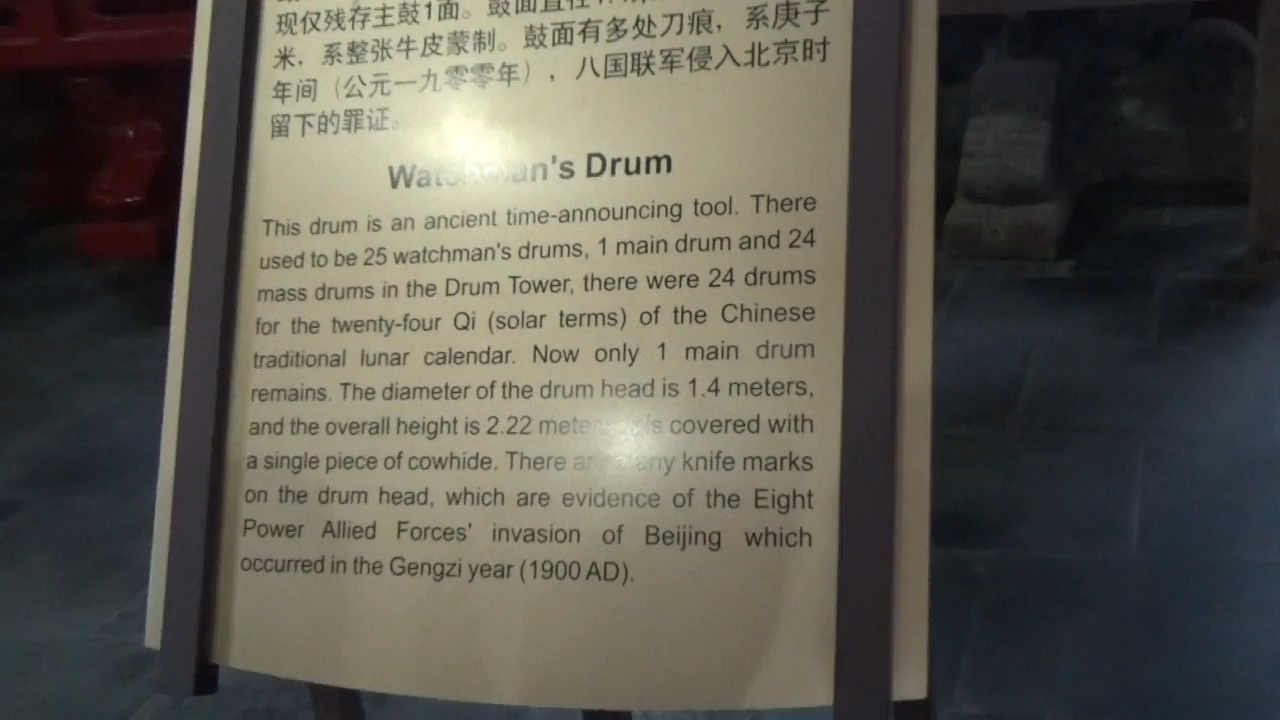 现仅残存主鼓1面。鼓面直径1.
米，系整张牛皮蒙制。鼓面有多处刀痕，系庚子
年间（公元一九零零年），八国联军侵入北京时
留下的罪证。
Watchman's Drum
This drum is an ancient time-announcing tool. There
used to be 25 watchman's drums, 1 main drum and 24
mass drums in the Drum Tower, there were 24 drums
for the twenty-four Qi (solar terms) of the Chinese
traditional lunar calendar. Now only 1 main drum
remains. The diameter of the drum head is 1.4 meters,
and the overall height is 2.22 meters is covered with
a single piece of cowhide. There are many knife marks
on the drum head, which are evidence of the Eight
Power Allied Forces' invasion of Beijing which
occurred in the Gengzi year (1900 AD).